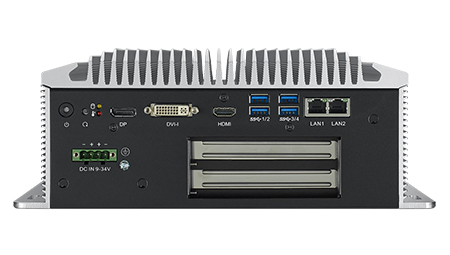 DP
DVI-I
HDMI
1/2
3/4
LAN1
LAN2
- + + -
DC IN 9-34V